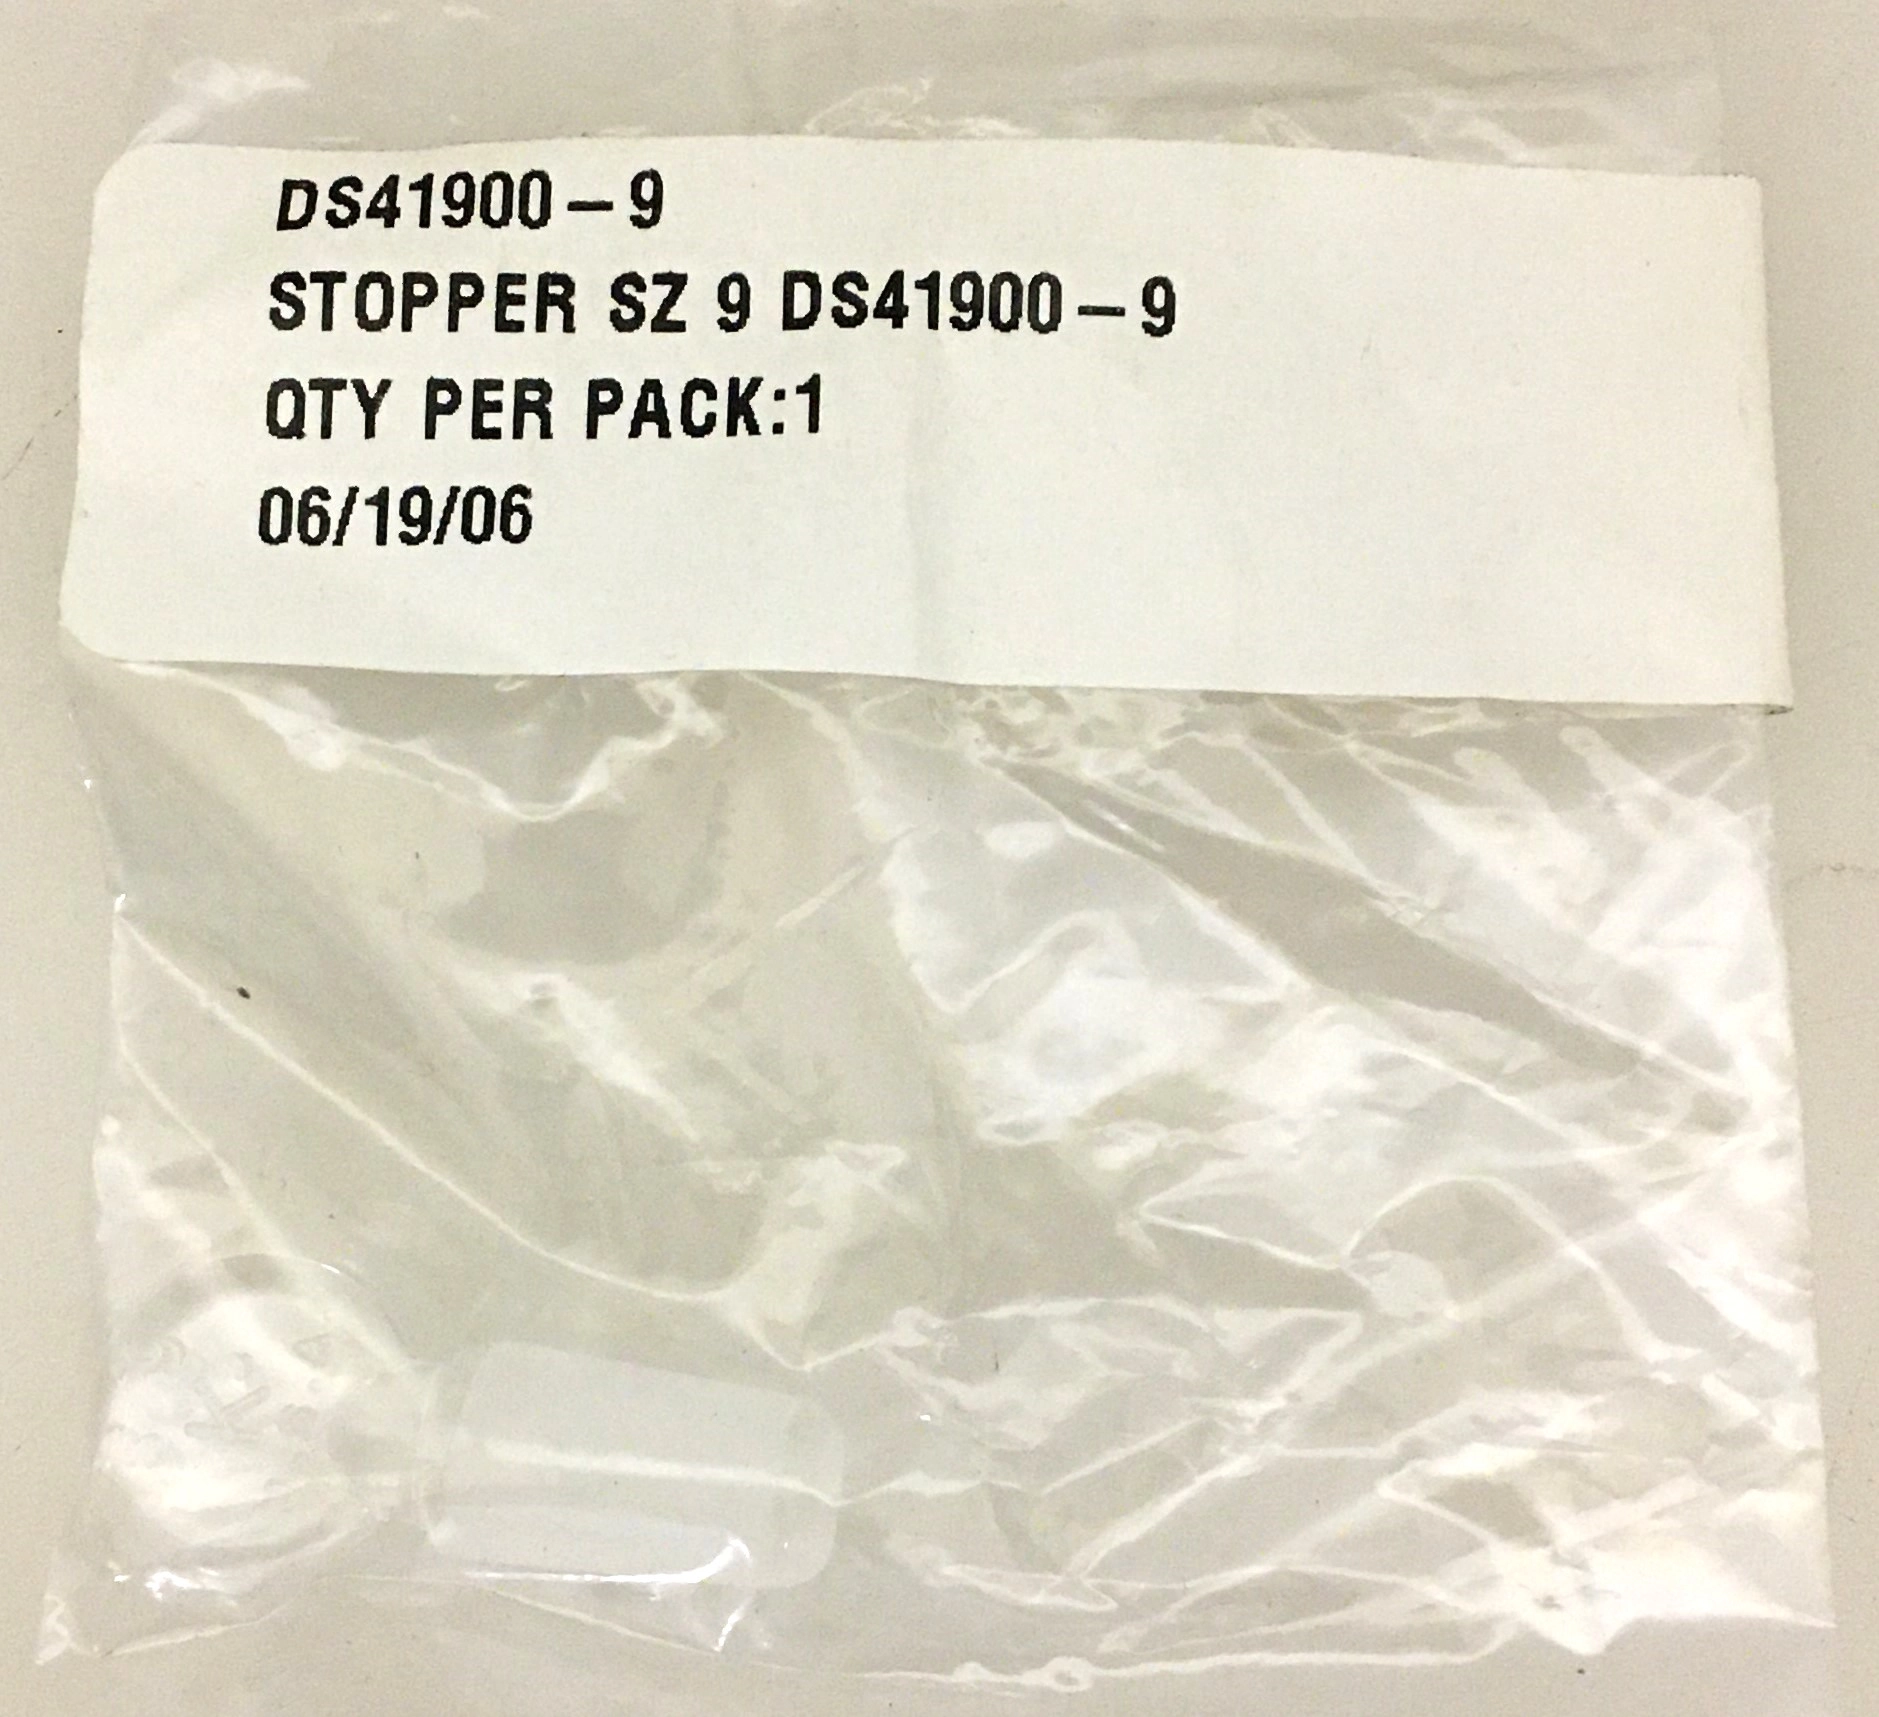 DS41900-9
STOPPER SZ 9 DS41900-9
QTY PER PACK:1
06/19/06